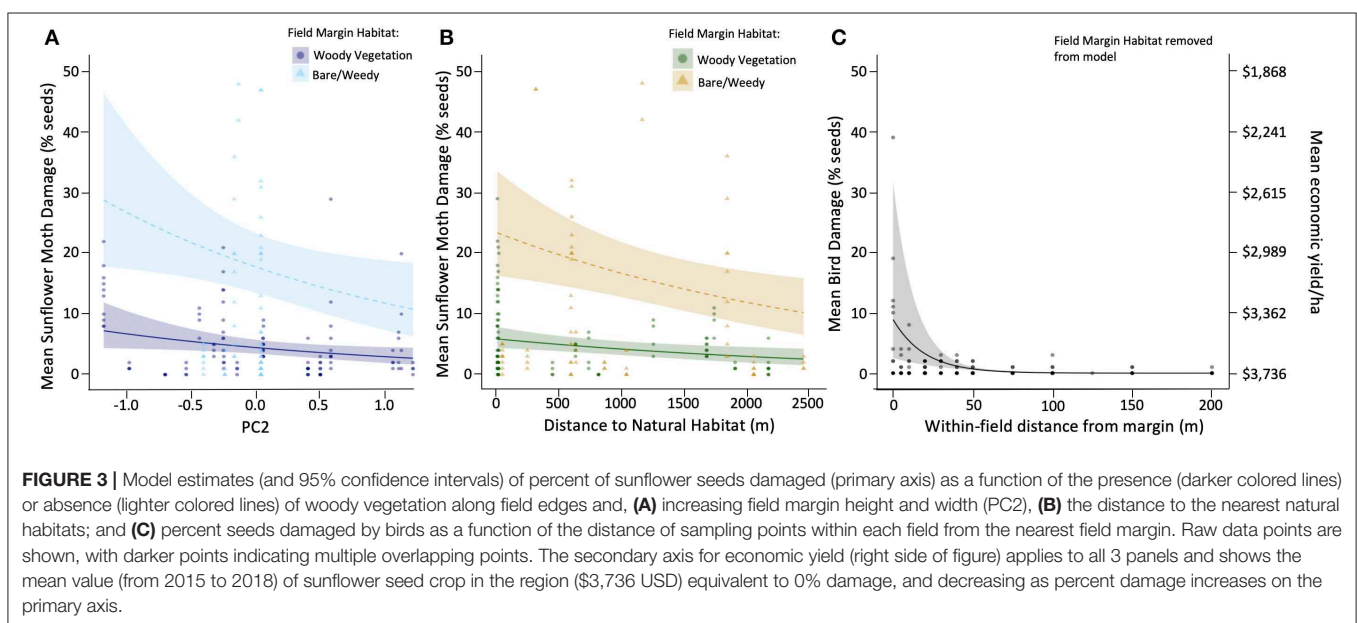 A
Field Margin Habitat:
Woody Vegetation
Bare/Weedy
Mean Sunflower Moth Damage (% seeds)
50
40
30
20
10
0
-1.0
-0.5
0.0
0.5
1.0
PC2
B
Field Margin Habitat:
Woody Vegetation
Bare/Weedy
Mean Sunflower Moth Damage (% seeds)
50
40
30
20
10
0
0
500
1000
1500
2000
2500
Distance to Natural Habitat (m)
C
Field Margin Habitat removed
from model
Mean Bird Damage (% seeds)
50
40
30
20
10
0
0
50
100
150
200
Within-field distance from margin (m)
$1,868
$2,241
$2,615
$2,989
$3,362
$3,736
Mean economic yield/ha
FIGURE 3 | Model estimates (and 95% confidence intervals) of percent of sunflower seeds damaged (primary axis) as a function of the presence (darker colored lines)
or absence (lighter colored lines) of woody vegetation along field edges and, (A) increasing field margin height and width (PC2), (B) the distance to the nearest natural
habitats; and (C) percent seeds damaged by birds as a function of the distance of sampling points within each field from the nearest field margin. Raw data points are
shown, with darker points indicating multiple overlapping points. The secondary axis for economic yield (right side of figure) applies to all 3 panels and shows the
mean value (from 2015 to 2018) of sunflower seed crop in the region ($3,736 USD) equivalent to 0% damage, and decreasing as percent damage increases on the
primary axis.